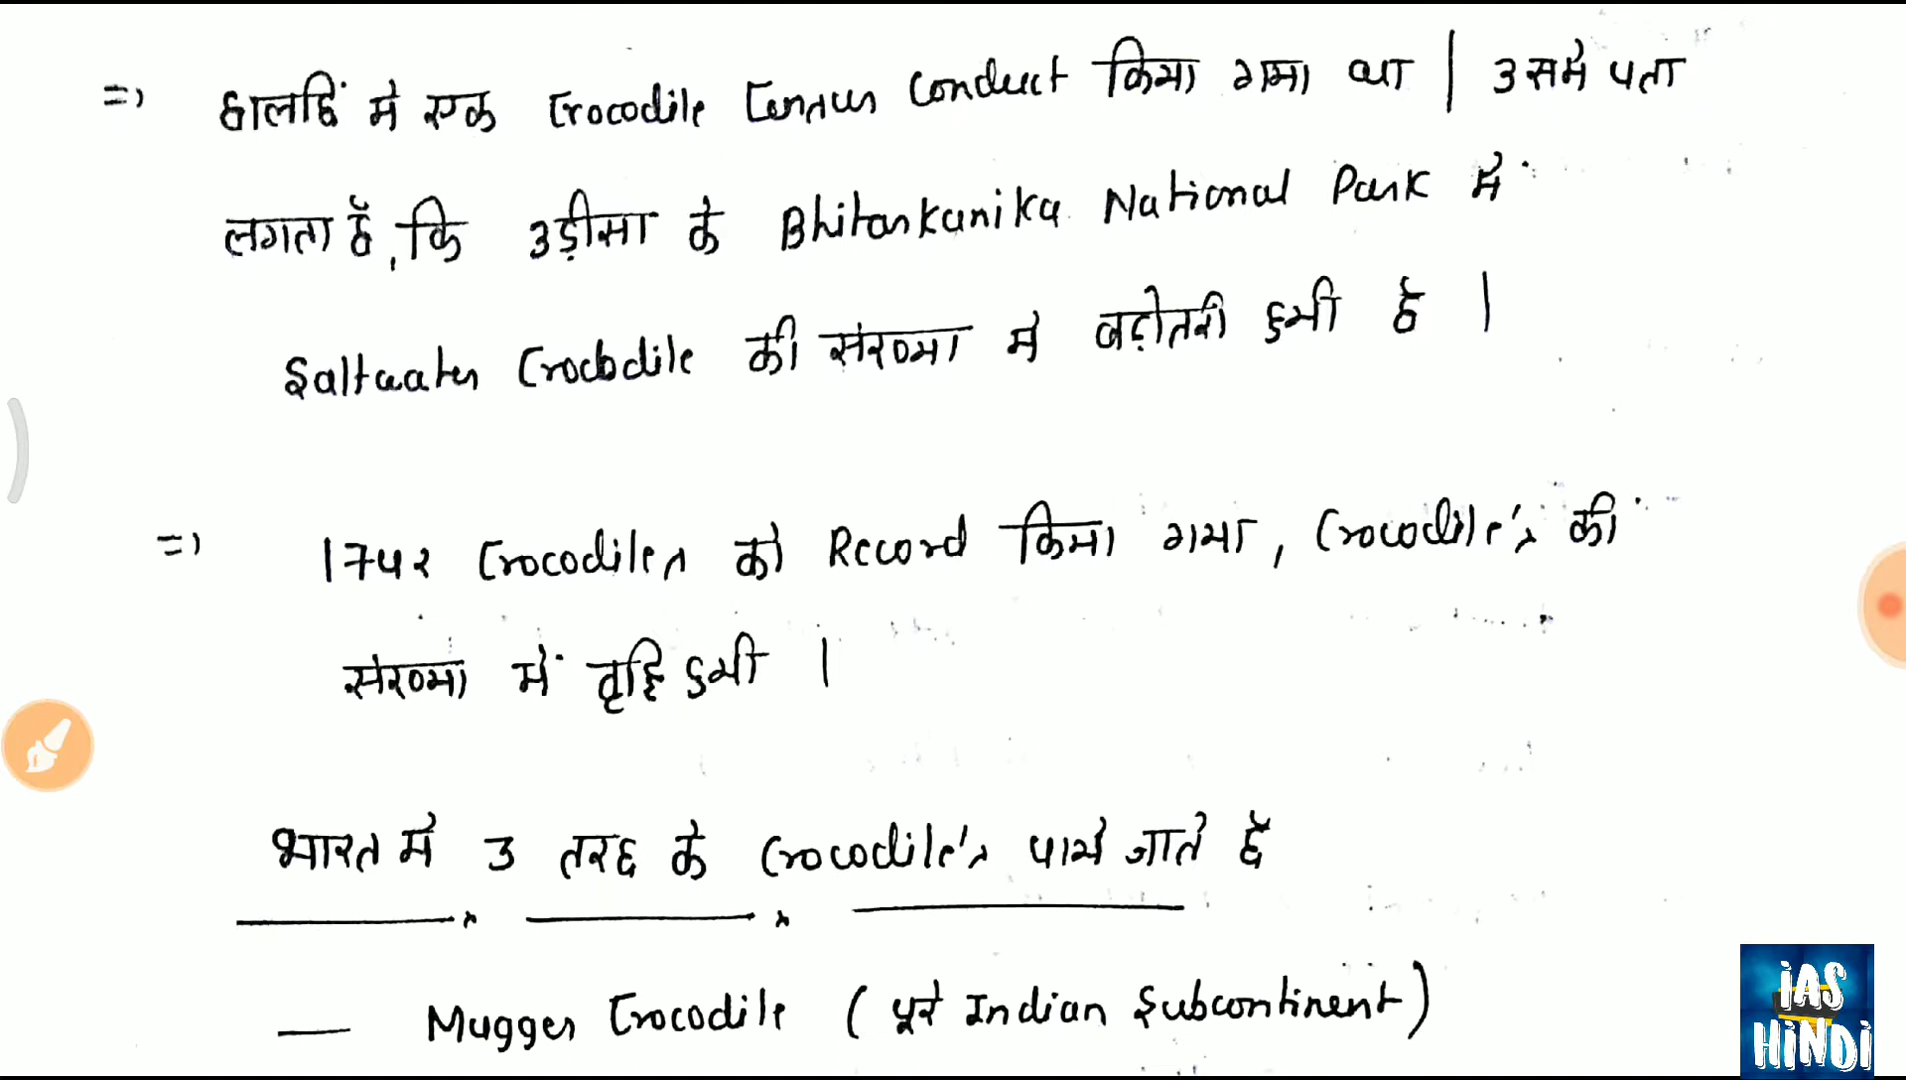 => हालहिं मे एक Crocodile Census Conduct किया गया था | उसमे पता
लगता है, कि उड़ीसा के Bhitarkanika National Park में
Saltwater Crocodile की संख्या मे बढ़ोतरी हुयी है |
=> 1742 Crocodiles को Record किया गया, Crocodile's की
संख्या में वृद्धि हुयी |
भारत मे 3 तरह के Crocodile's पाये जाते है
— Mugger Crocodile ( पूरे Indian Subcontinent)
iAS
HiNDi